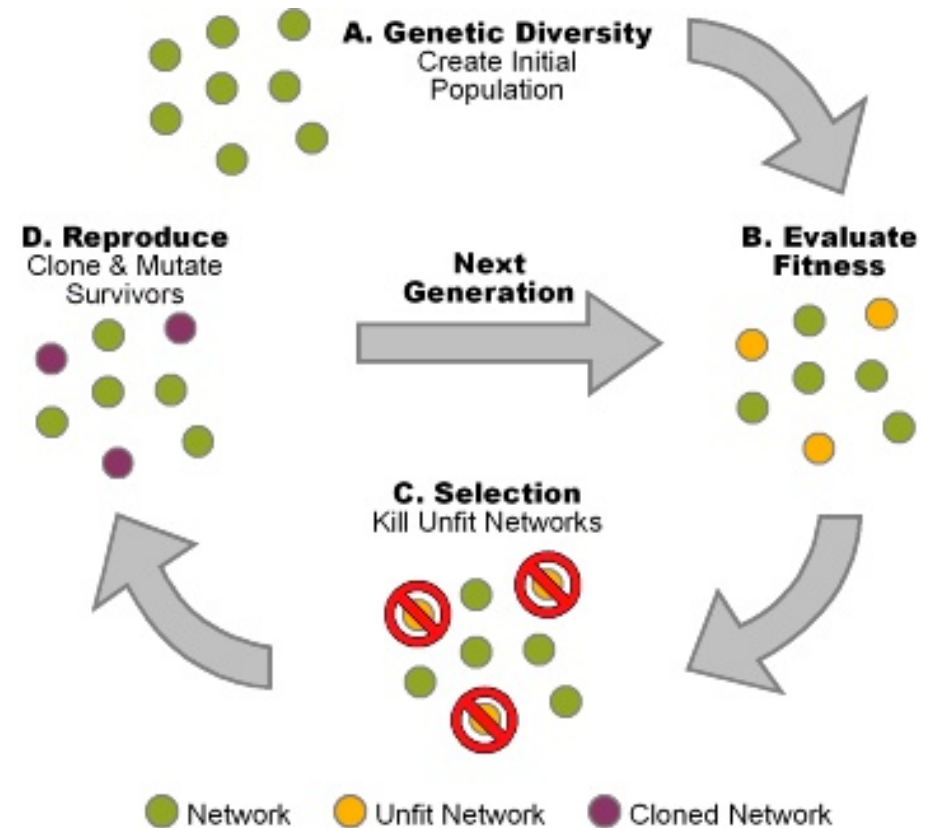 A. Genetic Diversity
Create Initial
Population
D. Reproduce
Clone & Mutate
Survivors
Next
Generation
B. Evaluate
Fitness
C. Selection
Kill Unfit Networks
Network
Unfit Network
Cloned Network